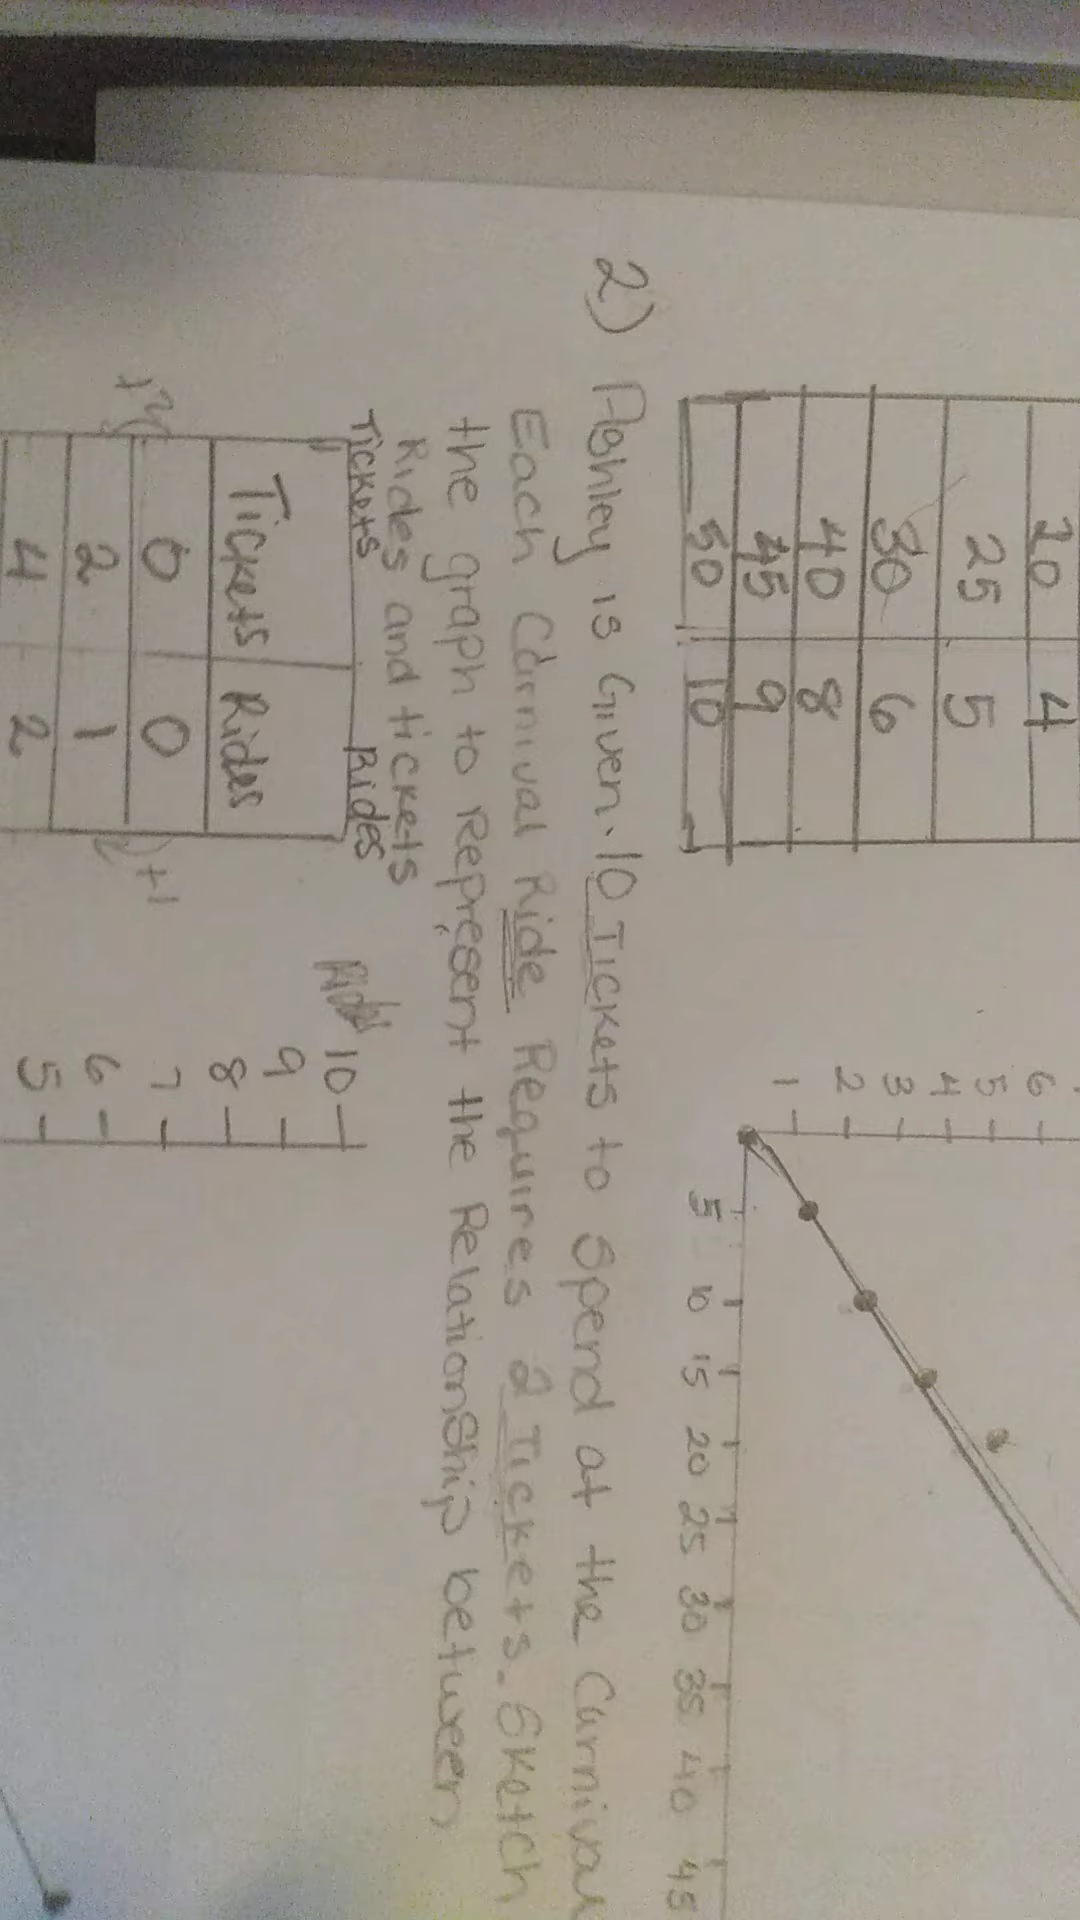 20 4
25 5
30 6
40 8
45 9
50 10
6
5
4
3
2
1
5 10 15 20 25 30 35 40 45
2) Ashley is Given 10 Tickets to Spend at the Carnival
Each Carnival Ride Requires 2 Tickets. Sketch
the graph to Represent the Relationship between
Rides and tickets
Tickets Rides
Tickets Rides
0 0
2 1
4 2
+1
Rides
10
9
8
7
6
5